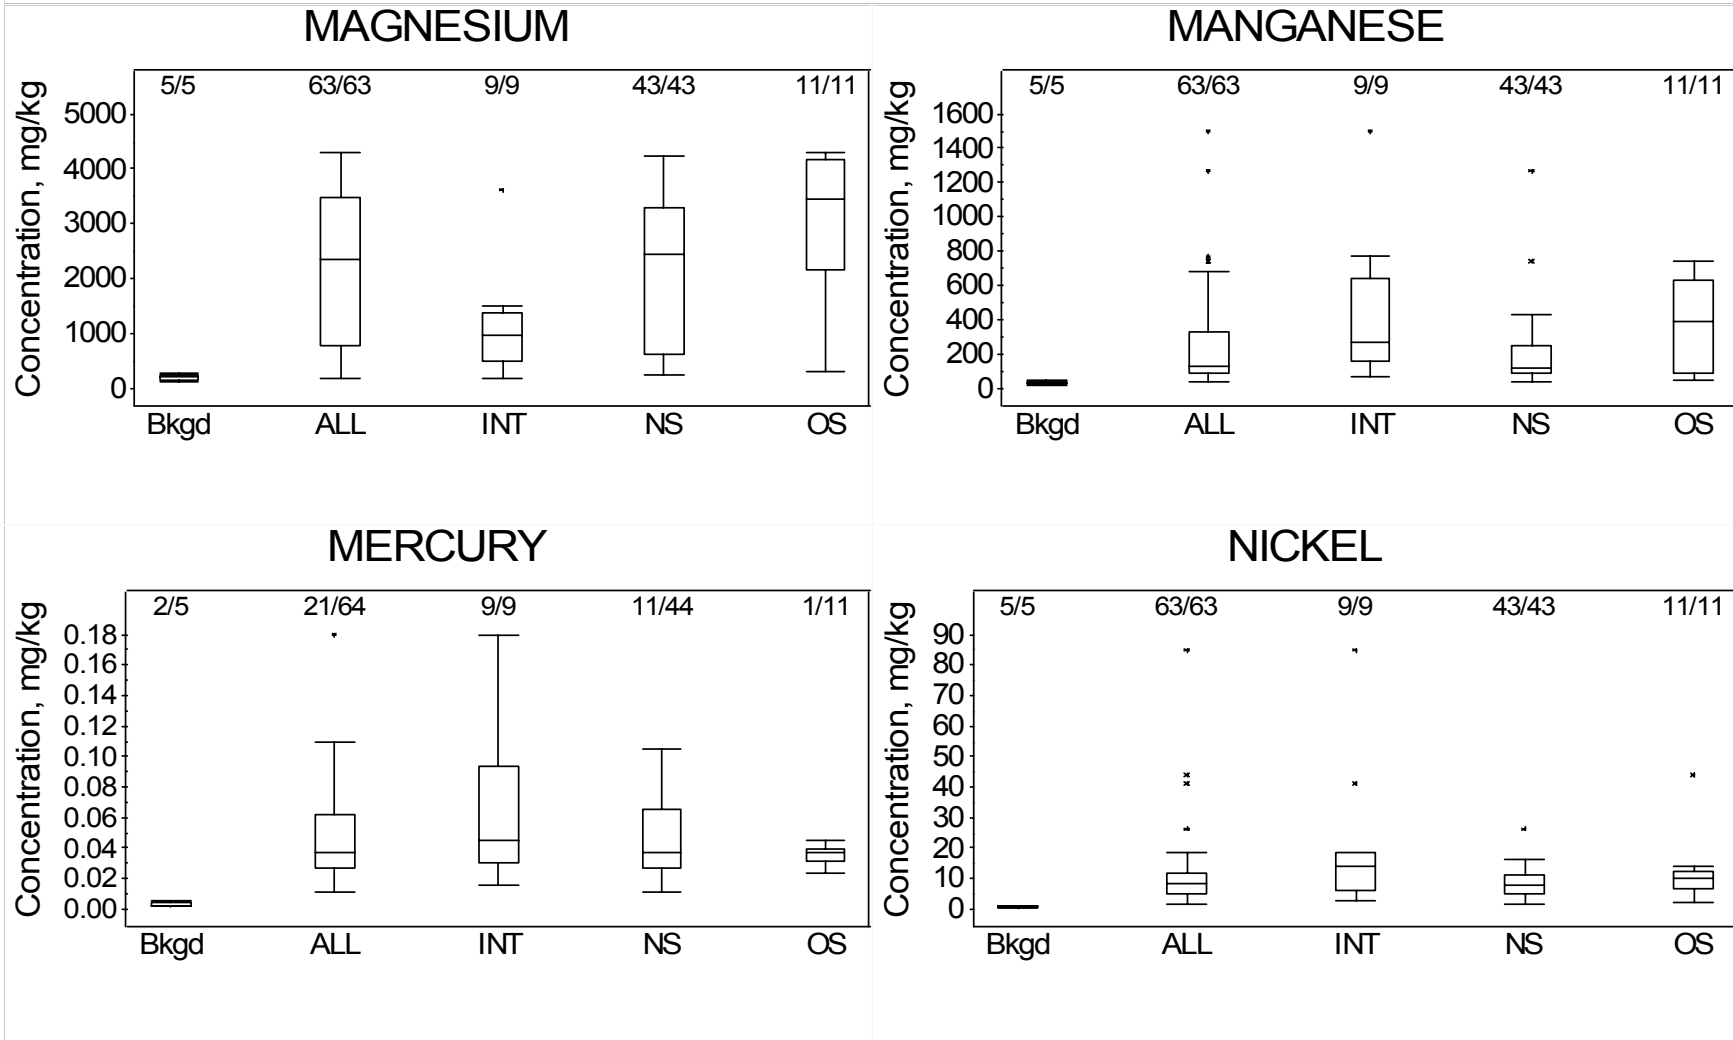 MAGNESIUM
5/5 63/63 9/9 43/43 11/11
Concentration, mg/kg
5000
4000
3000
2000
1000
0
Bkgd ALL INT NS OS
MANGANESE
5/5 63/63 9/9 43/43 11/11
Concentration, mg/kg
1600
1400
1200
1000
800
600
400
200
0
Bkgd ALL INT NS OS
MERCURY
2/5 21/64 9/9 11/44 1/11
Concentration, mg/kg
0.18
0.16
0.14
0.12
0.10
0.08
0.06
0.04
0.02
0.00
Bkgd ALL INT NS OS
NICKEL
5/5 63/63 9/9 43/43 11/11
Concentration, mg/kg
90
80
70
60
50
40
30
20
10
0
Bkgd ALL INT NS OS